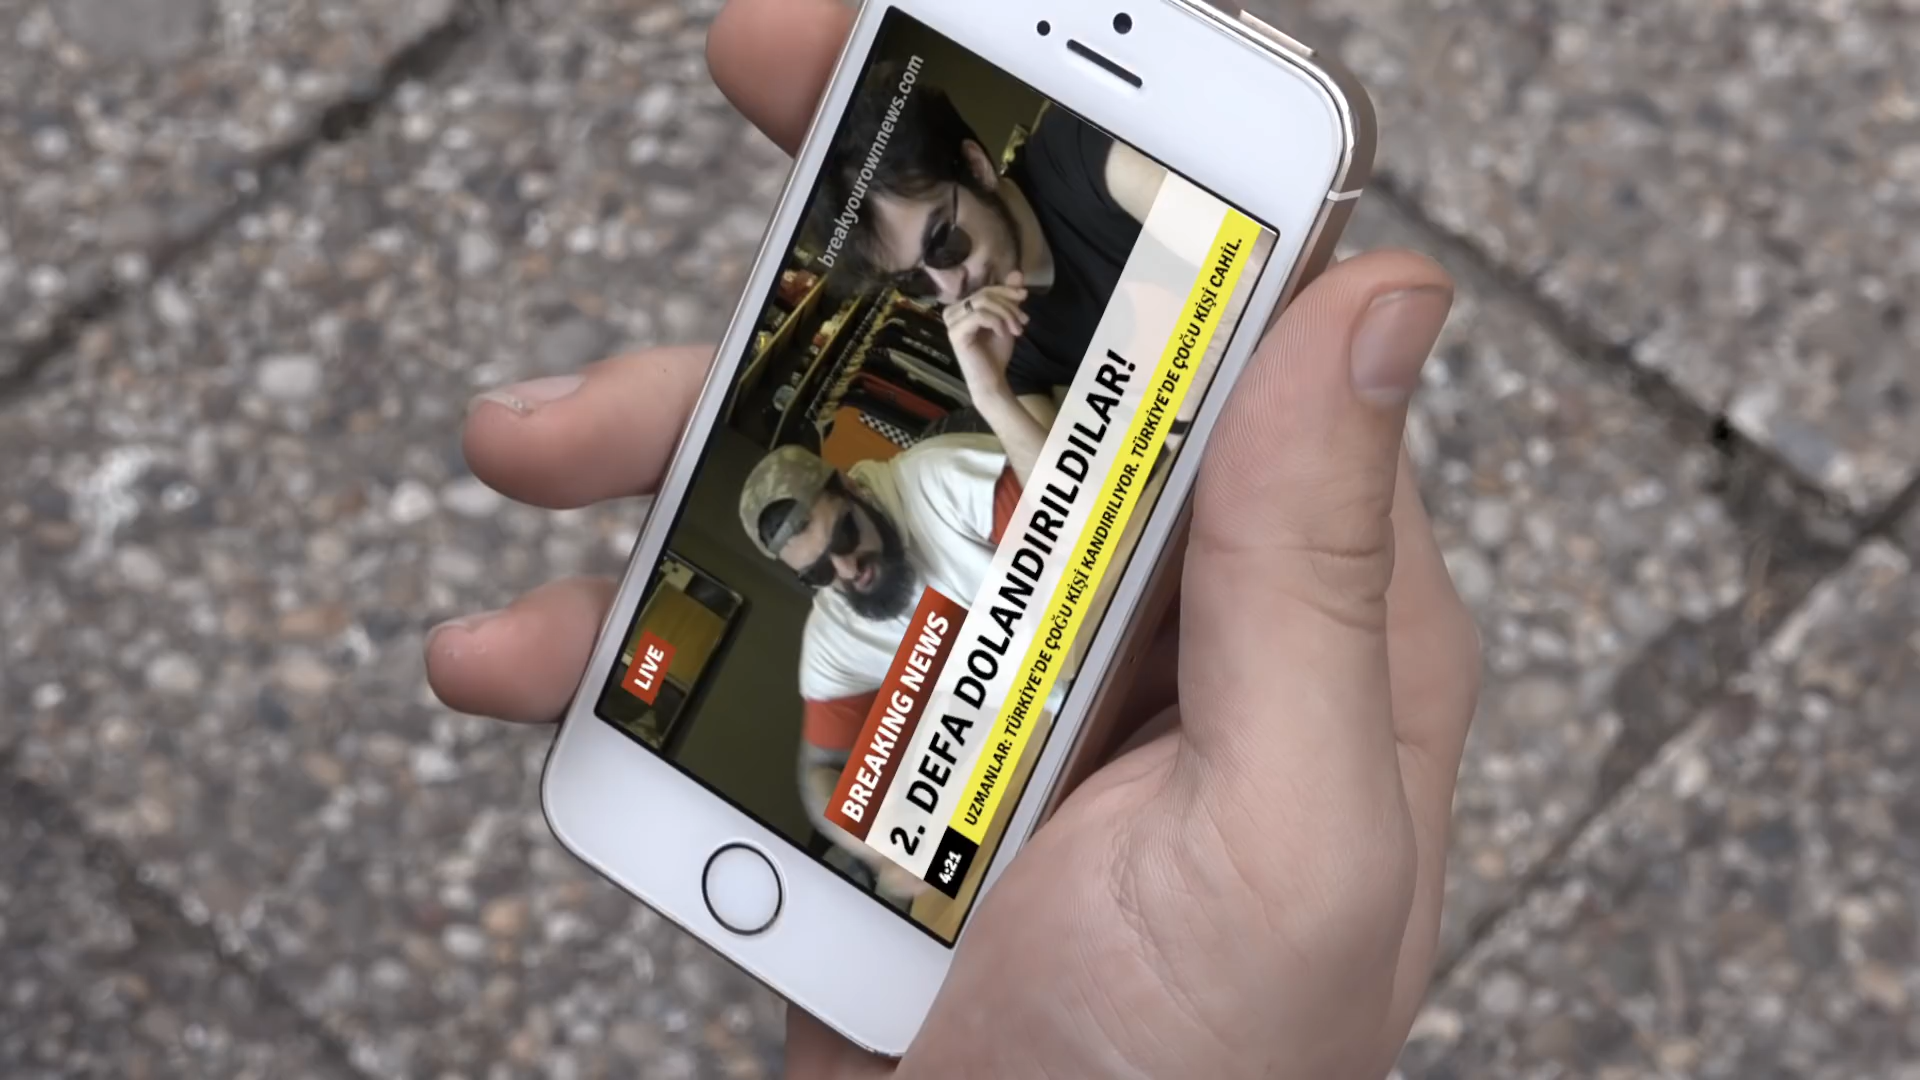 breakyourownnews.com
LIVE
BREAKING NEWS
2. DEFA DOLANDIRILDILAR!
4:21
UZMANLAR: TÜRKİYE'DE ÇOĞU KİŞİ KANDIRILIYOR. TÜRKİYE'DE ÇOĞU KİŞİ CAHİL.